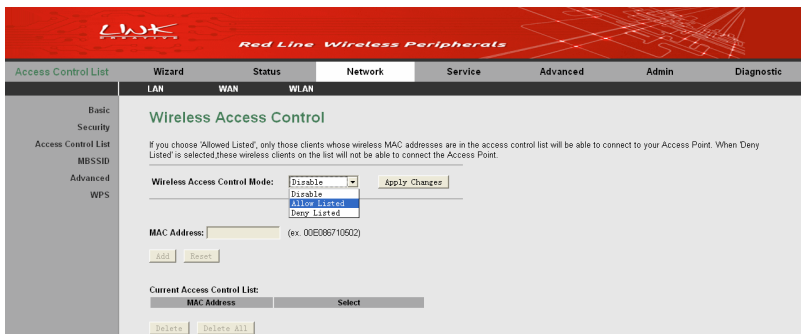 LINK
CREATIVE
Red Line Wireless Peripherals
Access Control List Wizard Status Network Service Advanced Admin Diagnostic
LAN WAN WLAN
Basic
Security
Access Control List
MBSSID
Advanced
WPS
Wireless Access Control
If you choose 'Allowed Listed', only those clients whose wireless MAC addresses are in the access control list will be able to connect to your Access Point. When 'Deny
Listed' is selected,these wireless clients on the list will not be able to connect the Access Point.
Wireless Access Control Mode: Disable Apply Changes
Disable
Allow Listed
Deny Listed
MAC Address: (ex. 00E086710502)
Add Reset
Current Access Control List:
MAC Address Select
Delete Delete All